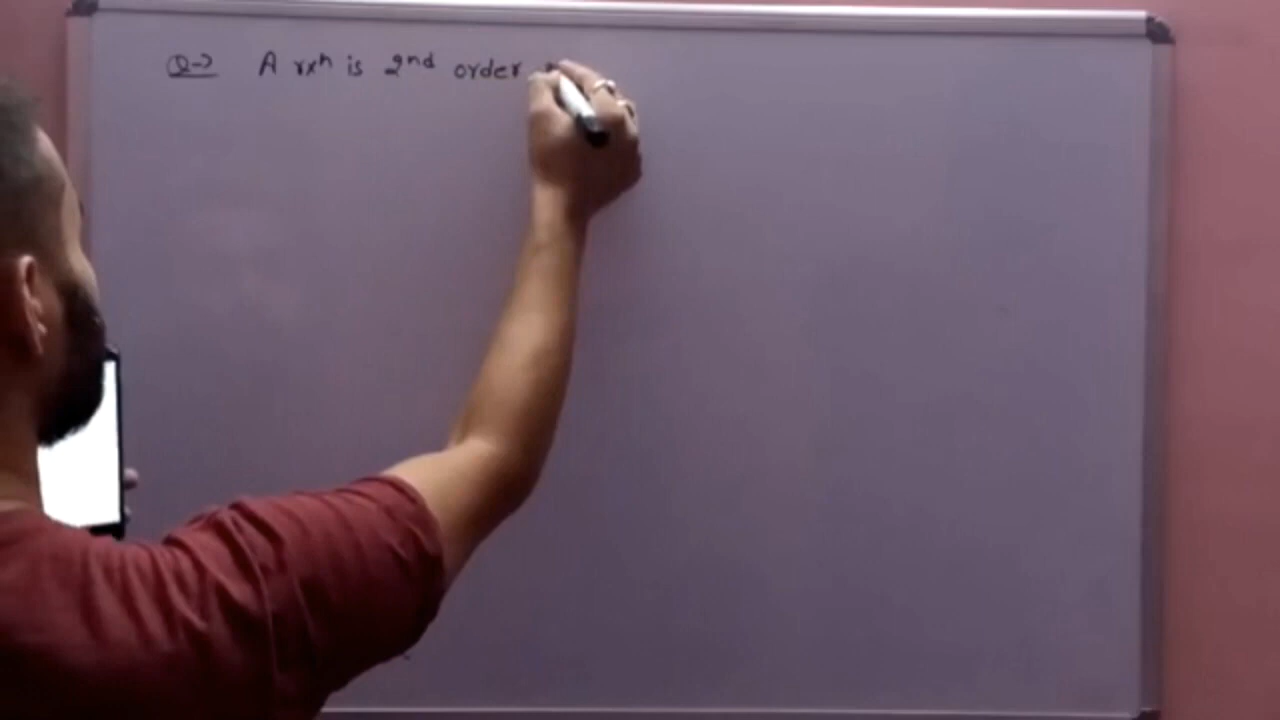 Q→ A rxⁿ is 2nd order